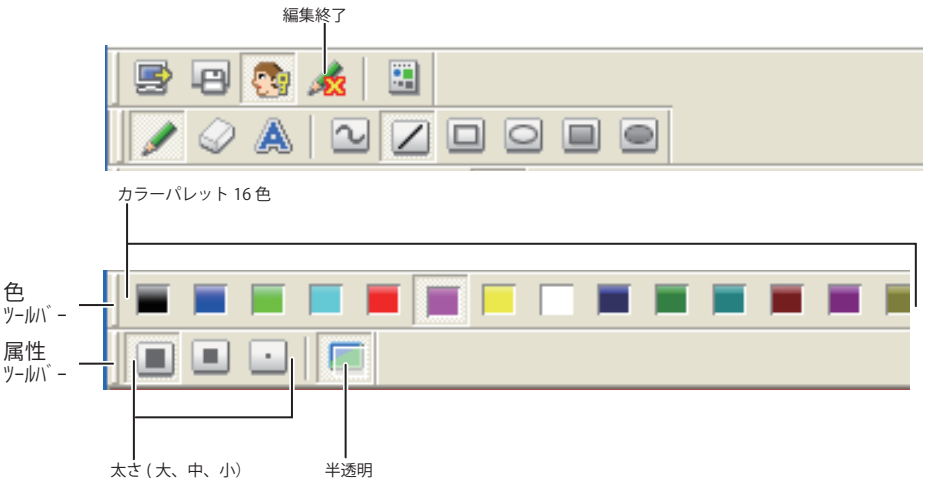 編集終了
カラーパレット 16 色
色
ﾂｰﾙﾊﾞｰ
属性
ﾂｰﾙﾊﾞｰ
太さ ( 大、中、小）
半透明